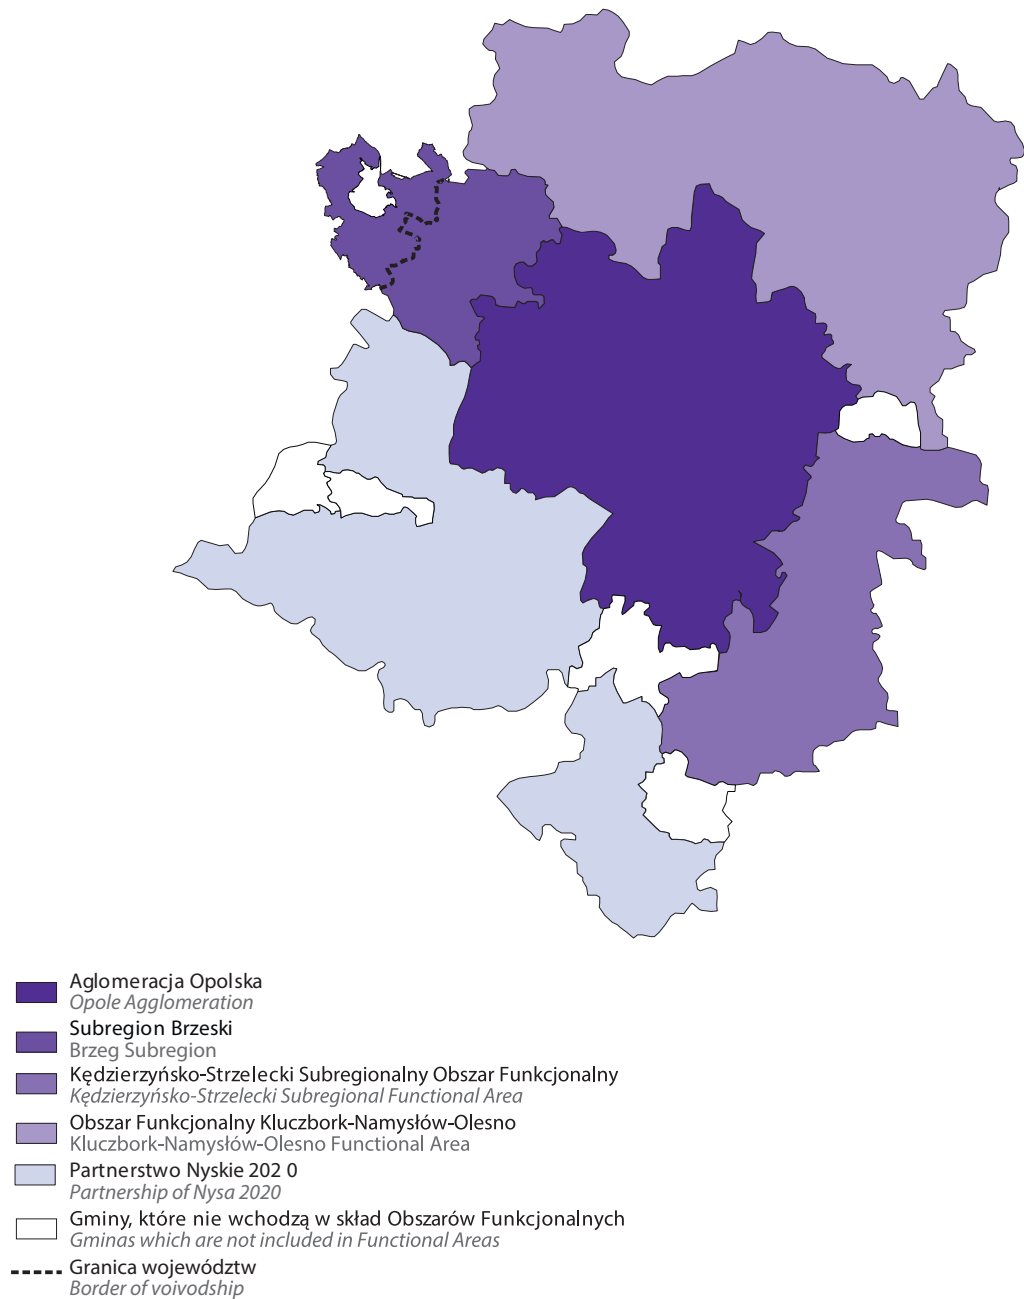 Aglomeracja Opolska
Opole Agglomeration
Subregion Brzeski
Brzeg Subregion
Kędzierzyńsko-Strzelecki Subregionalny Obszar Funkcjonalny
Kędzierzyńsko-Strzelecki Subregional Functional Area
Obszar Funkcjonalny Kluczbork-Namysłów-Olesno
Kluczbork-Namysłów-Olesno Functional Area
Partnerstwo Nyskie 202 0
Partnership of Nysa 2020
Gminy, które nie wchodzą w skład Obszarów Funkcjonalnych
Gminas which are not included in Functional Areas
Granica województw
Border of voivodship